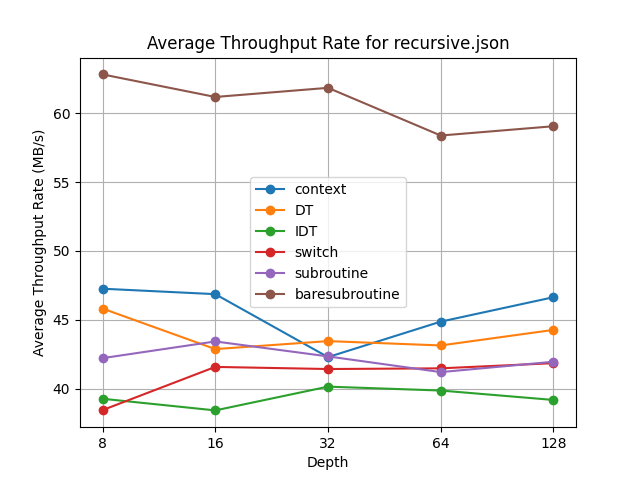 Average Throughput Rate for recursive.json
Average Throughput Rate (MB/s)
60
55
50
45
40
context
DT
IDT
switch
subroutine
baresubroutine
8 16 32 64 128
Depth